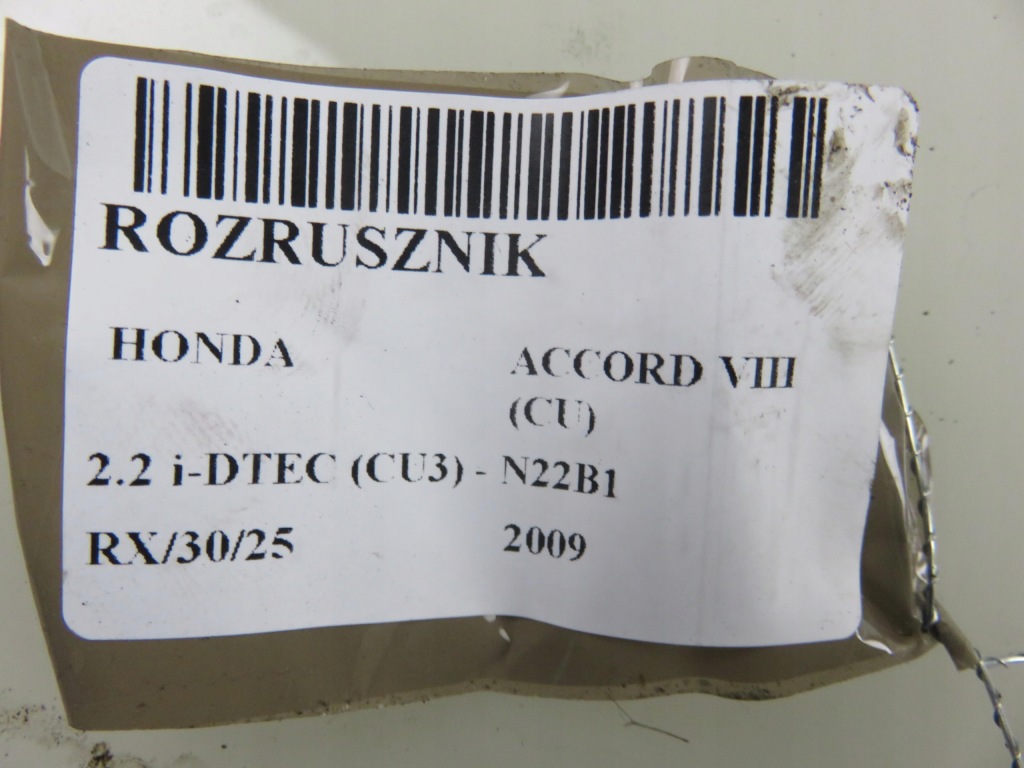 ROZRUSZNIK
HONDA ACCORD VIII
(CU)
2.2 i-DTEC (CU3) - N22B1
RX/30/25 2009